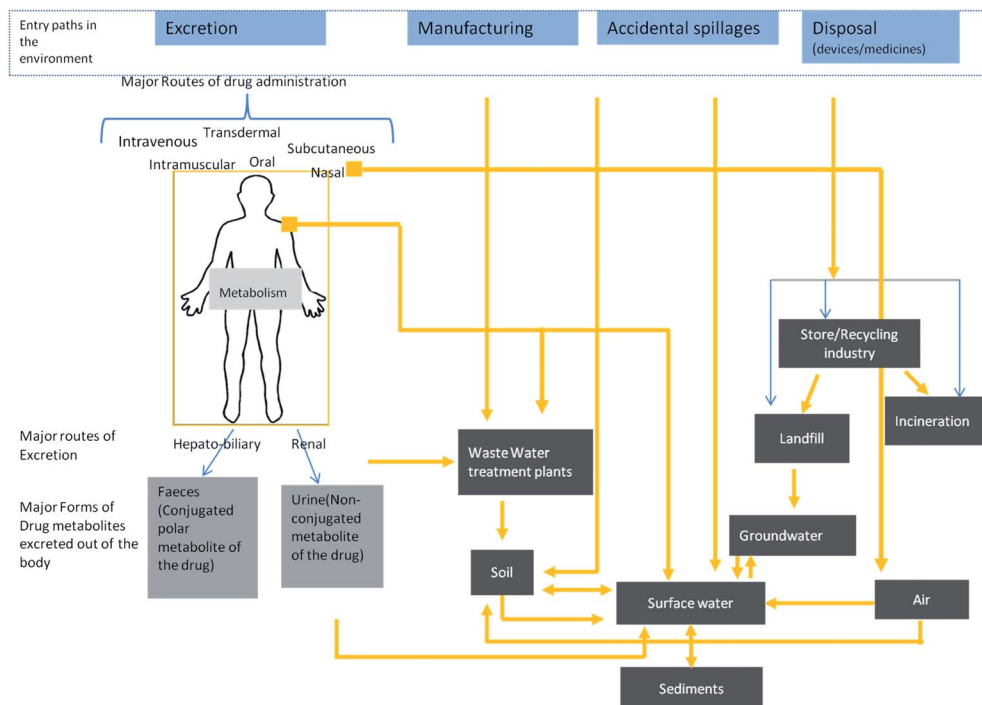 Entry paths in
the
environment
Excretion
Manufacturing
Accidental spillages
Disposal
(devices/medicines)
Major Routes of drug administration
Transdermal
Intravenous
Subcutaneous
Intramuscular
Oral
Nasal
Metabolism
Store/Recycling
industry
Incineration
Landfill
Major routes of
Excretion
Hepato-biliary
Renal
Waste Water
treatment plants
Faeces
(Conjugated
polar
metabolite of
the drug)
Urine(Non-
conjugated
metabolite
of the drug)
Major Forms of
Drug metabolites
excreted out of the
body
Groundwater
Soil
Surface water
Air
Sediments